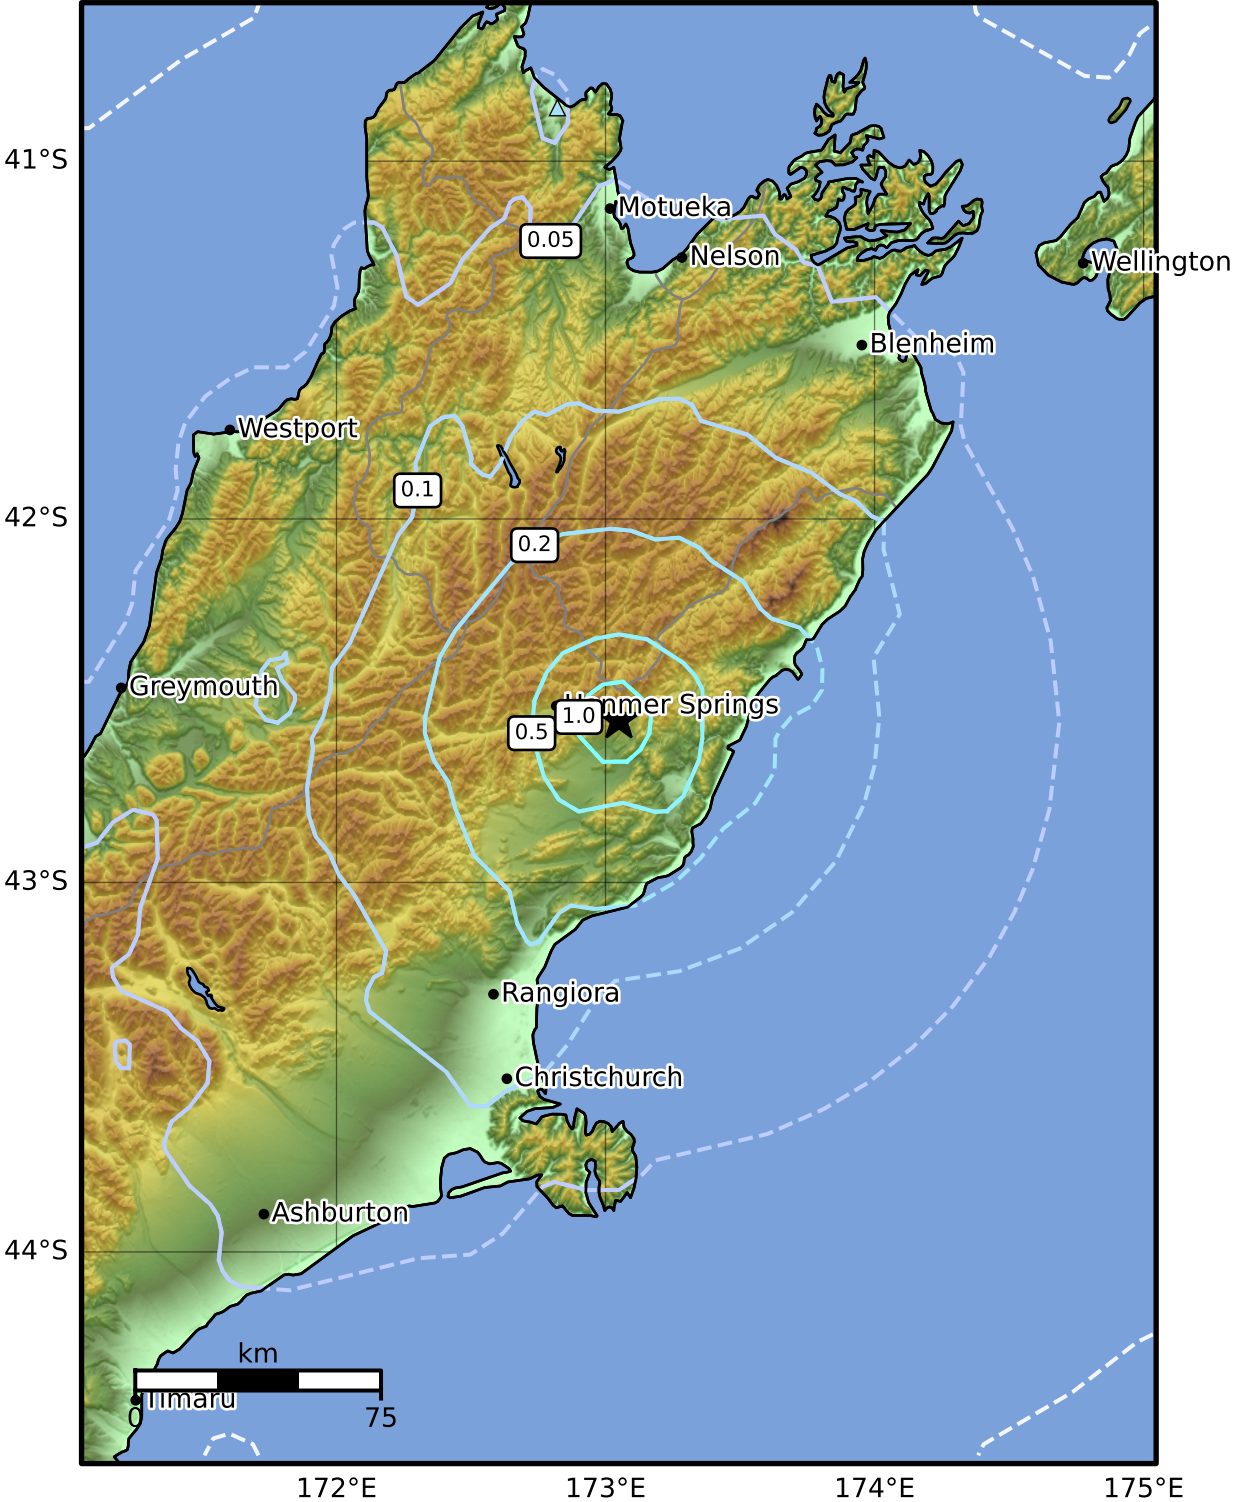 41°S
Motueka
0.05
Nelson
Wellington
Blenheim
Westport
0.1
42°S
0.2
Greymouth
Hanmer Springs
1.0
0.5
43°S
Rangiora
Christchurch
Ashburton
44°S
km
Timaru
0 75
172°E 173°E 174°E 175°E